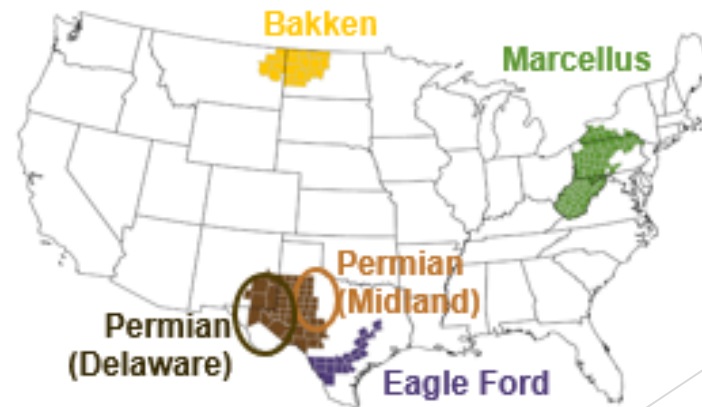 Bakken
Marcellus
Permian
(Midland)
Permian
(Delaware)
Eagle Ford